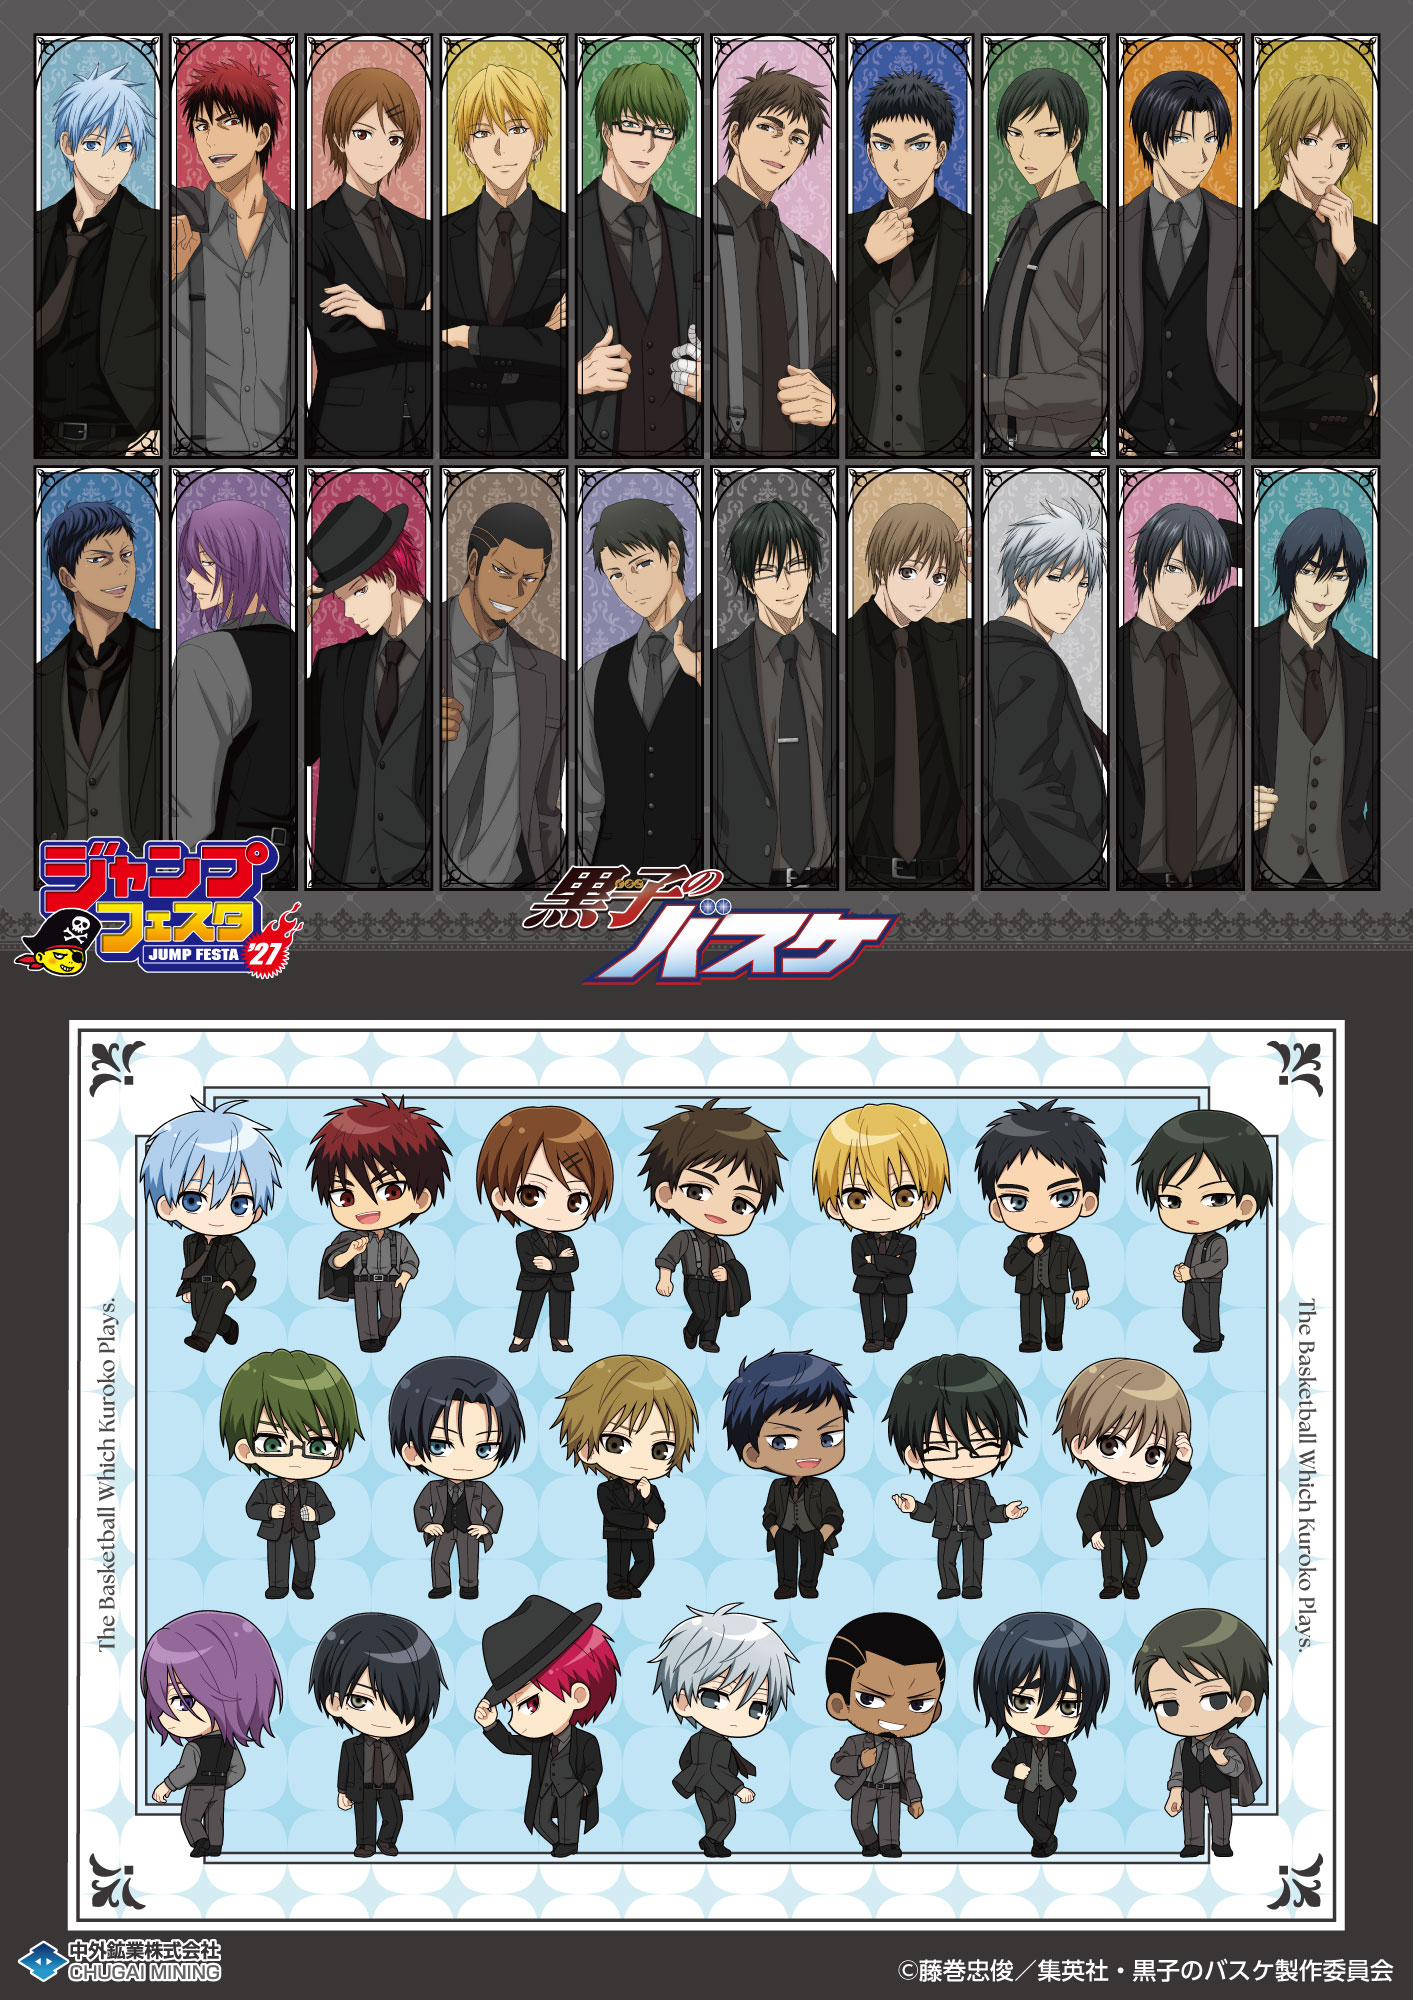 ジャンプ
フェスタ
JUMP FESTA '27
黒子の
バスケ
The Basketball Which Kuroko Plays.
The Basketball Which Kuroko Plays.
中外鉱業株式会社
CHUGAI MINING
©藤巻忠俊／集英社・黒子のバスケ製作委員会